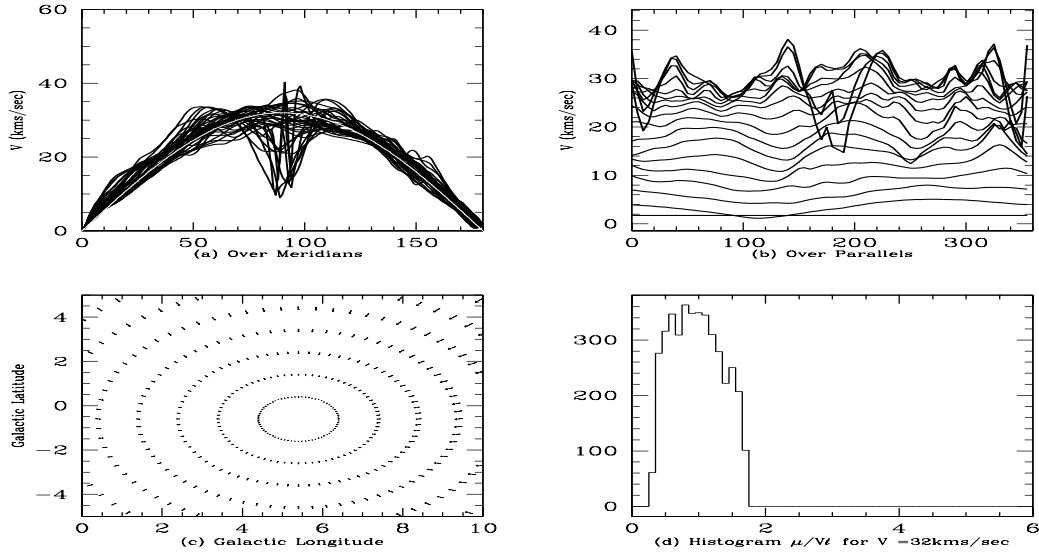 60
40
20
0
V (kms/sec)
0 50 100 150
(a) Over Meridians
40
30
20
10
0
V (kms/sec)
0 100 200 300
(b) Over Parallels
4
2
0
−2
−4
Galactic Latitude
0 2 4 6 8 10
(c) Galactic Longitude
300
200
100
0
0 2 4 6
(d) Histogram μ/Vt for V =32kms/sec